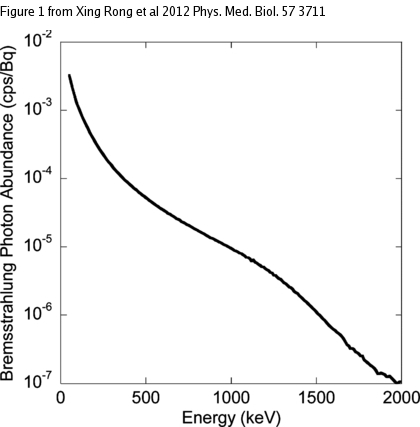 Figure 1 from Xing Rong et al 2012 Phys. Med. Biol. 57 3711
Bremsstrahlung Photon Abundance (cps/Bq)
10⁻²
10⁻³
10⁻⁴
10⁻⁵
10⁻⁶
10⁻⁷
0 500 1000 1500 2000
Energy (keV)